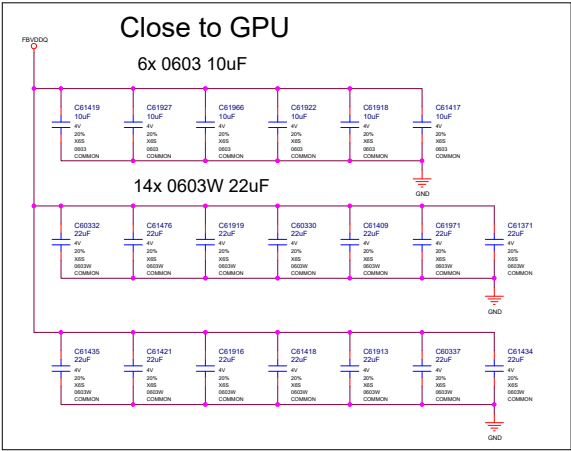 Close to GPU
FBVDDQ
6x 0603 10uF
C61419 C61927 C61966 C61922 C61918 C61417
10uF 10uF 10uF 10uF 10uF 10uF
4V 4V 4V 4V 4V 4V
20% 20% 20% 20% 20% 20%
X6S X6S X6S X6S X6S X6S
0603 0603 0603 0603 0603 0603
COMMON COMMON COMMON COMMON COMMON COMMON
14x 0603W 22uF
GND
C60332 C61476 C61919 C60330 C61409 C61971 C61371
22uF 22uF 22uF 22uF 22uF 22uF 22uF
4V 4V 4V 4V 4V 4V 4V
20% 20% 20% 20% 20% 20% 20%
X6S X6S X6S X6S X6S X6S X6S
0603W 0603W 0603W 0603W 0603W 0603W 0603W
COMMON COMMON COMMON COMMON COMMON COMMON COMMON
GND
C61435 C61421 C61916 C61418 C61913 C60337 C61434
22uF 22uF 22uF 22uF 22uF 22uF 22uF
4V 4V 4V 4V 4V 4V 4V
20% 20% 20% 20% 20% 20% 20%
X6S X6S X6S X6S X6S X6S X6S
0603W 0603W 0603W 0603W 0603W 0603W 0603W
COMMON COMMON COMMON COMMON COMMON COMMON COMMON
GND